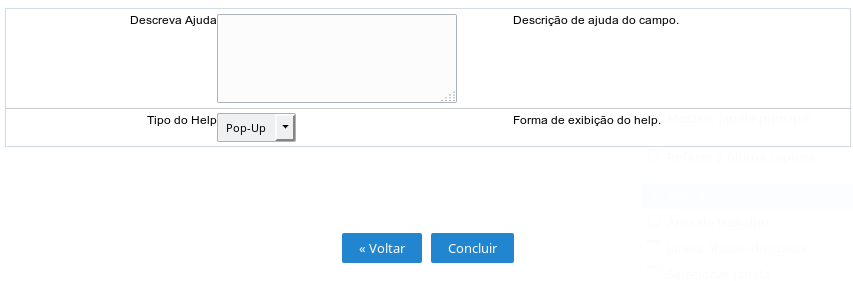 Descreva Ajuda
Descrição de ajuda do campo.
Tipo do Help
Pop-Up
Forma de exibição do help.
« Voltar
Concluir